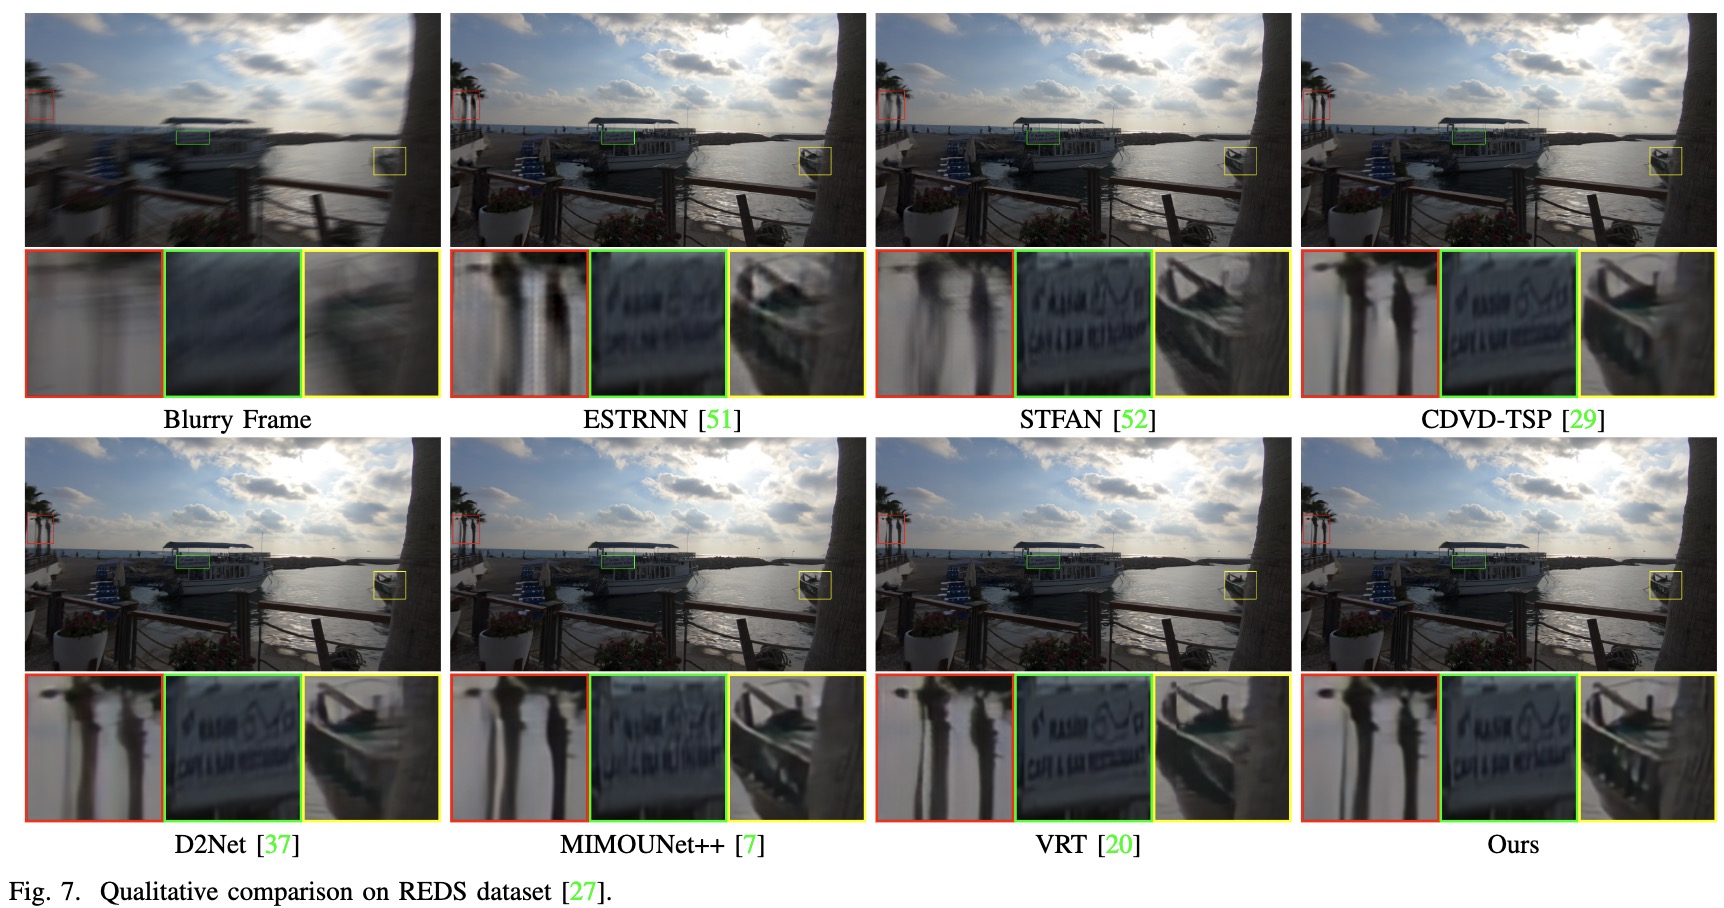 Blurry Frame
ESTRNN [51]
STFAN [52]
CDVD-TSP [29]
D2Net [37]
MIMOUNet++ [7]
VRT [20]
Ours
Fig. 7. Qualitative comparison on REDS dataset [27].